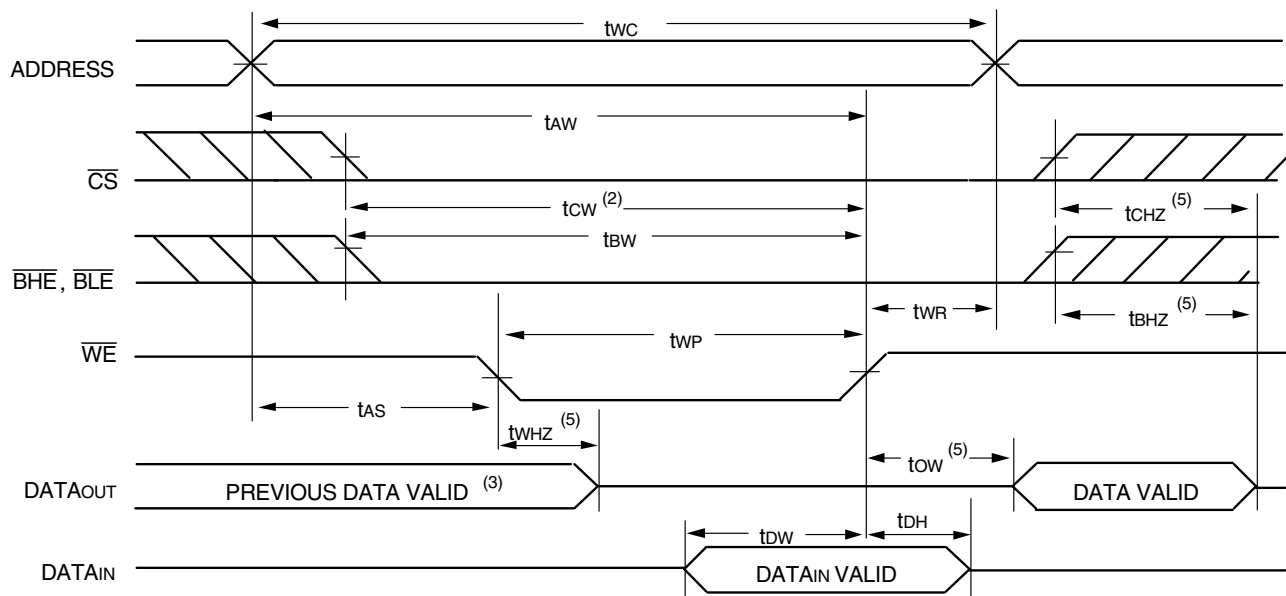 tWC
ADDRESS
tAW
CS
tCW (2)
tCHZ (5)
tBW
BHE, BLE
tWR
tBHZ (5)
tWP
WE
tAS
tWHZ (5)
tOW (5)
DATAOUT
PREVIOUS DATA VALID (3)
DATA VALID
tDW
tDH
DATAIN
DATAIN VALID